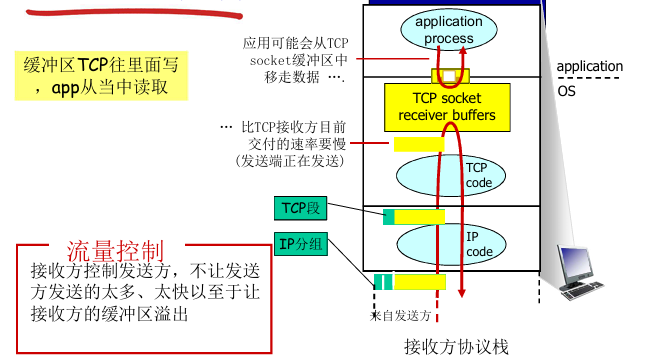 缓冲区TCP往里面写
，app从当中读取
应用可能会从TCP
socket缓冲区中
移走数据 ….
application
process
application
OS
TCP socket
receiver buffers
… 比TCP接收方目前
交付的速率要慢
(发送端正在发送)
TCP
code
TCP段
IP分组
IP
code
流量控制
接收方控制发送方，不让发送
方发送的太多、太快以至于让
接收方的缓冲区溢出
来自发送方
接收方协议栈